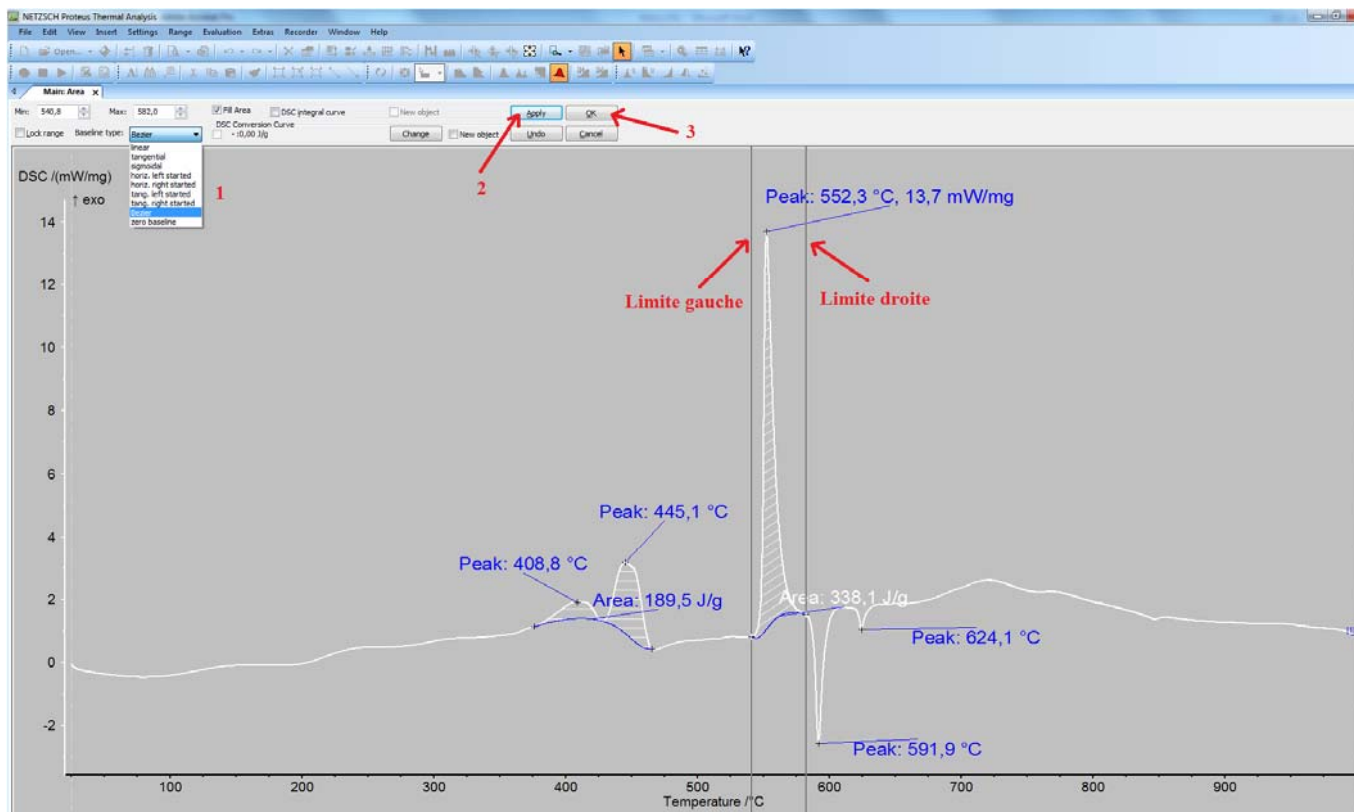 NETZSCH Proteus Thermal Analysis
File Edit View Insert Settings Range Evaluation Extras Recorder Window Help
Open...
Main: Area x
Min: 540,8 Max: 582,0 Fill Area DSC integral curve New object Apply OK
3
DSC Conversion Curve
Lock range Baseline type: Bezier - :0,00 J/g Change New object Undo Cancel
linear
tangential
sigmoidal
horiz. left started
horiz. right started
tang. left started
tang. right started
Bezier
zero baseline
1
2
DSC /(mW/mg)
↑ exo
Peak: 552,3 °C, 13,7 mW/mg
14
12
10
8
6
4
2
0
-2
Limite gauche
Limite droite
Peak: 445,1 °C
Peak: 408,8 °C
Area: 189,5 J/g
Area: 338,1 J/g
Peak: 624,1 °C
Peak: 591,9 °C
100 200 300 400 500 600 700 800 900
Temperature /°C